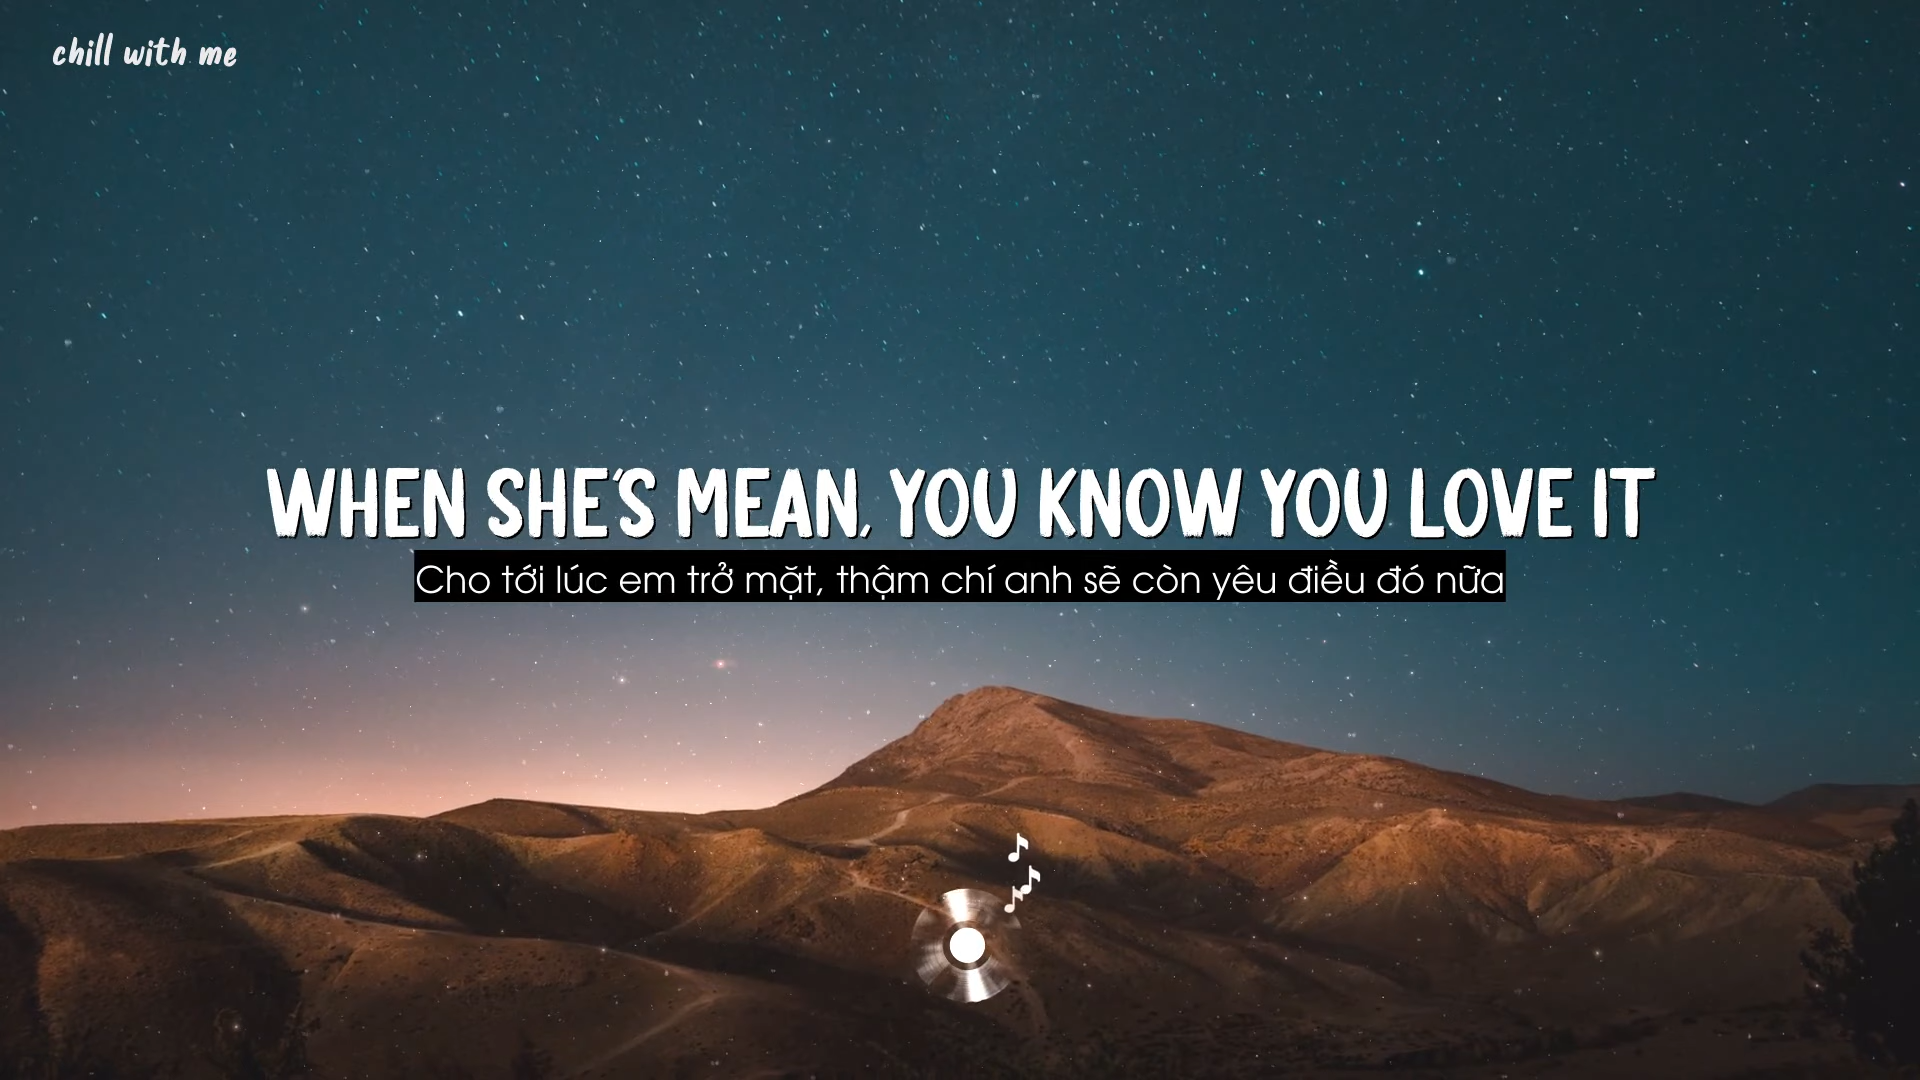 chill with me
WHEN SHE'S MEAN, YOU KNOW YOU LOVE IT
Cho tới lúc em trở mặt, thậm chí anh sẽ còn yêu điều đó nữa